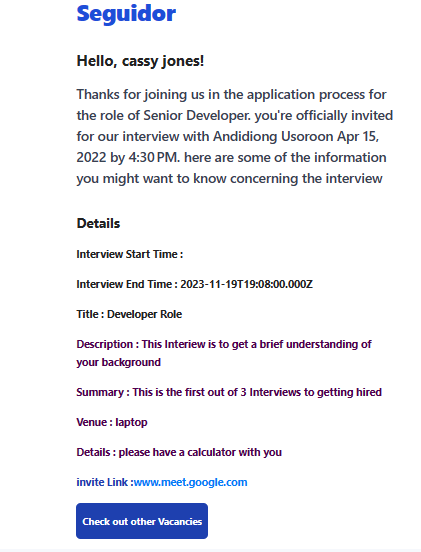 Seguidor
Hello, cassy jones!
Thanks for joining us in the application process for
the role of Senior Developer. you're officially invited
for our interview with Andidiong Usoroon Apr 15,
2022 by 4:30 PM. here are some of the information
you might want to know concerning the interview
Details
Interview Start Time :
Interview End Time : 2023-11-19T19:08:00.000Z
Title : Developer Role
Description : This Interiew is to get a brief understanding of
your background
Summary : This is the first out of 3 Interviews to getting hired
Venue : laptop
Details : please have a calculator with you
invite Link :www.meet.google.com
Check out other Vacancies